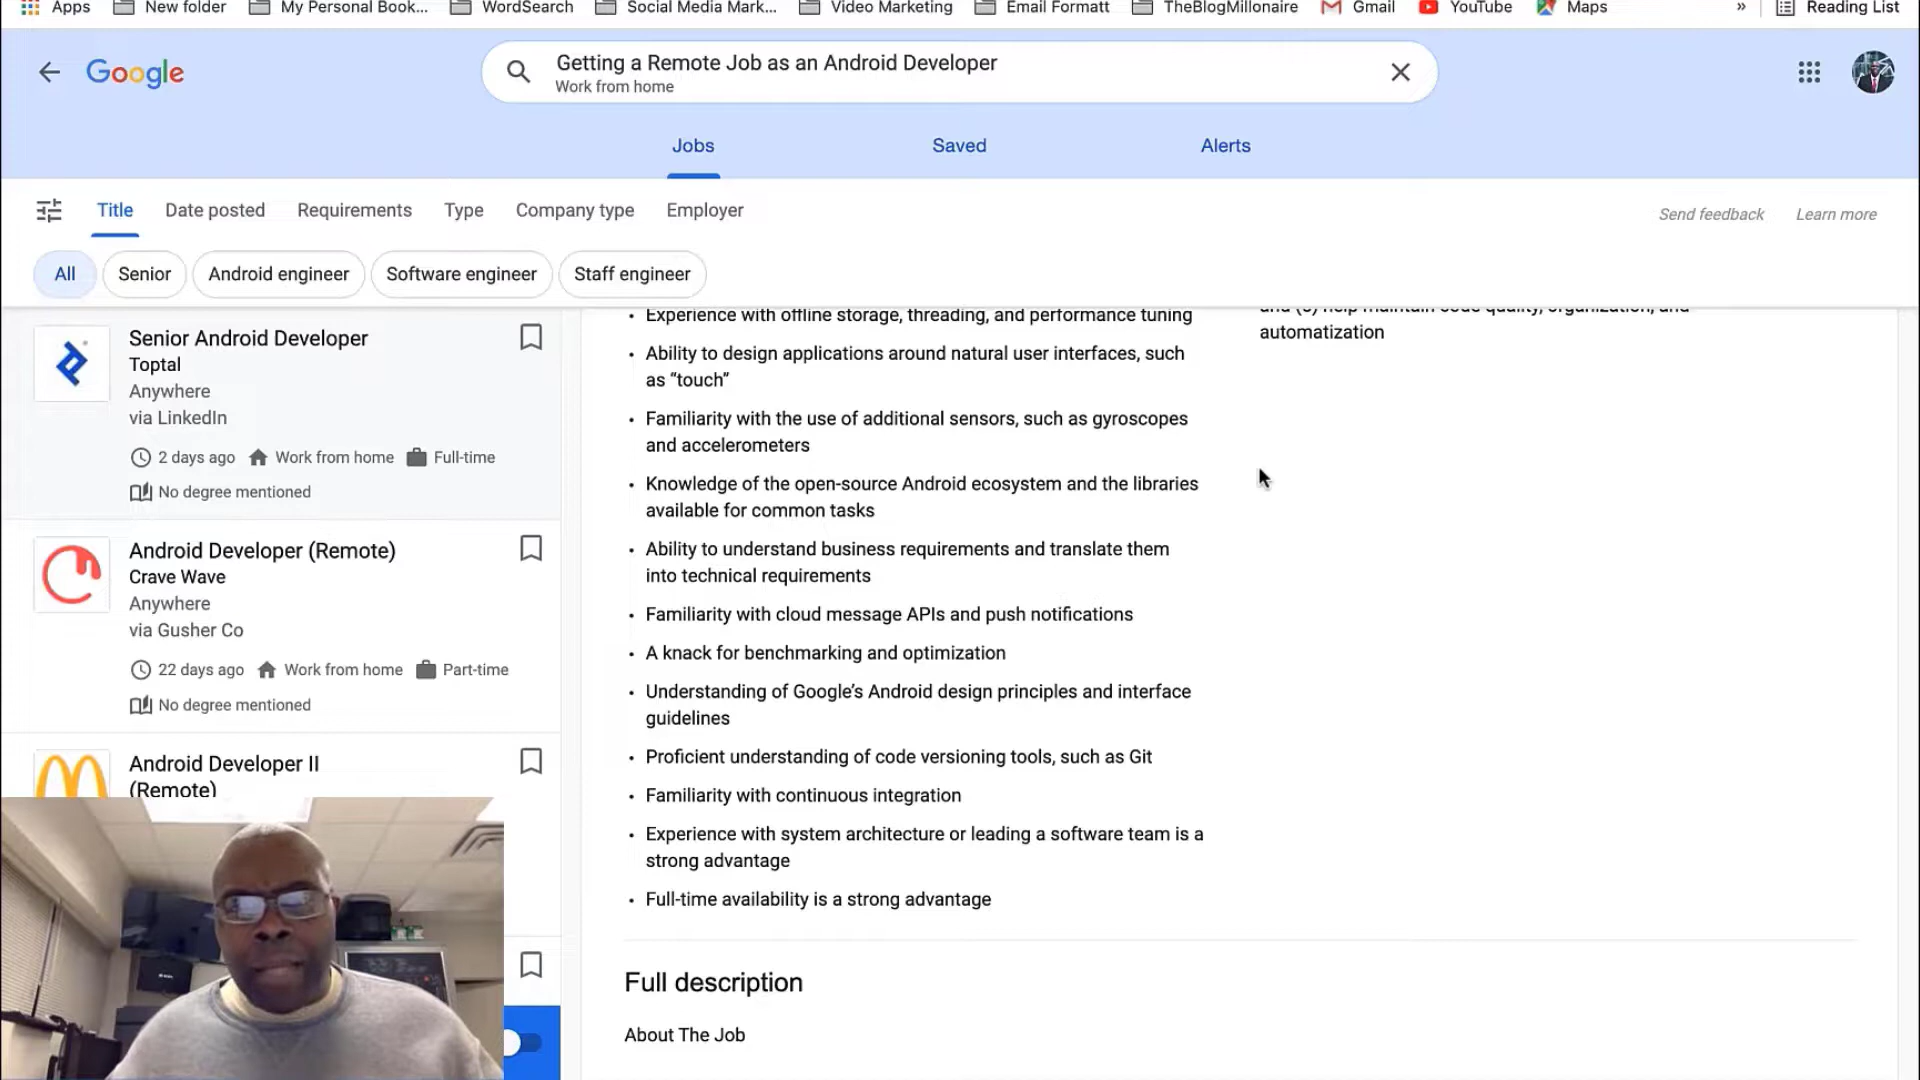 Apps
New folder
My Personal Book...
WordSearch
Social Media Mark...
Video Marketing
Email Formatt
TheBlogMillonaire
Gmail
YouTube
Maps
»
Reading List
Google
Getting a Remote Job as an Android Developer
Work from home
Jobs
Saved
Alerts
Title
Date posted
Requirements
Type
Company type
Employer
Send feedback
Learn more
All
Senior
Android engineer
Software engineer
Staff engineer
Senior Android Developer
Toptal
Anywhere
via LinkedIn
2 days ago
Work from home
Full-time
No degree mentioned
Android Developer (Remote)
Crave Wave
Anywhere
via Gusher Co
22 days ago
Work from home
Part-time
No degree mentioned
Android Developer II
(Remote)
• Experience with offline storage, threading, and performance tuning
• Ability to design applications around natural user interfaces, such
as “touch”
• Familiarity with the use of additional sensors, such as gyroscopes
and accelerometers
• Knowledge of the open-source Android ecosystem and the libraries
available for common tasks
• Ability to understand business requirements and translate them
into technical requirements
• Familiarity with cloud message APIs and push notifications
• A knack for benchmarking and optimization
• Understanding of Google’s Android design principles and interface
guidelines
• Proficient understanding of code versioning tools, such as Git
• Familiarity with continuous integration
• Experience with system architecture or leading a software team is a
strong advantage
• Full-time availability is a strong advantage
help maintain code quality, organization, and
automatization
Full description
About The Job